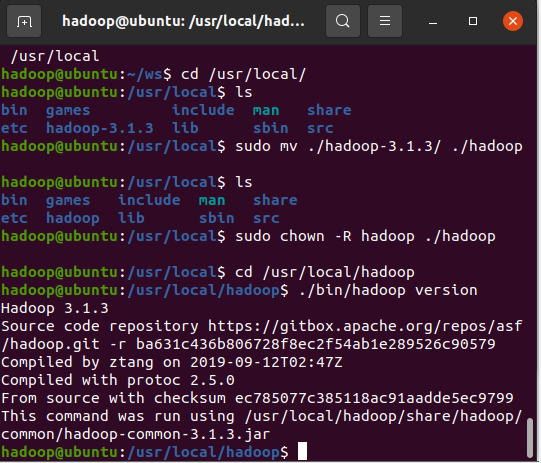 hadoop@ubuntu: /usr/local/had...
/usr/local
hadoop@ubuntu:~/ws$ cd /usr/local/
hadoop@ubuntu:/usr/local$ ls
bin games include man share
etc hadoop-3.1.3 lib sbin src
hadoop@ubuntu:/usr/local$ sudo mv ./hadoop-3.1.3/ ./hadoop
hadoop@ubuntu:/usr/local$ ls
bin games include man share
etc hadoop lib sbin src
hadoop@ubuntu:/usr/local$ sudo chown -R hadoop ./hadoop
hadoop@ubuntu:/usr/local$ cd /usr/local/hadoop
hadoop@ubuntu:/usr/local/hadoop$ ./bin/hadoop version
Hadoop 3.1.3
Source code repository https://gitbox.apache.org/repos/asf
/hadoop.git -r ba631c436b806728f8ec2f54ab1e289526c90579
Compiled by ztang on 2019-09-12T02:47Z
Compiled with protoc 2.5.0
From source with checksum ec785077c385118ac91aadde5ec9799
This command was run using /usr/local/hadoop/share/hadoop/
common/hadoop-common-3.1.3.jar
hadoop@ubuntu:/usr/local/hadoop$